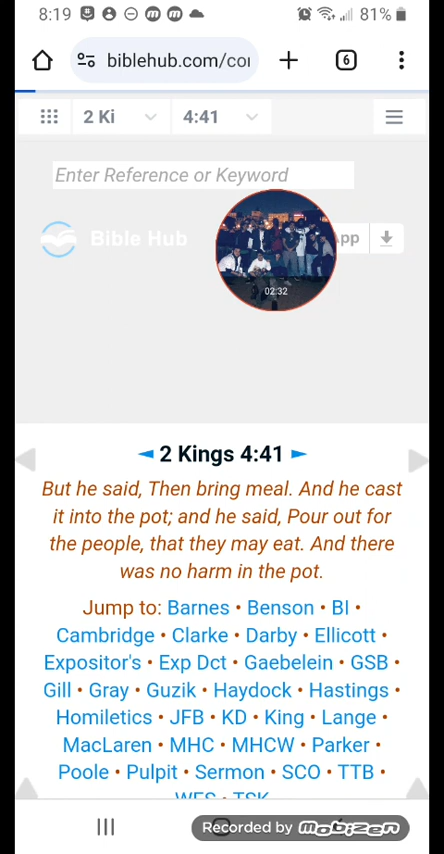 8:19 81%
biblehub.com/co 6
2 Ki 4:41
Enter Reference or Keyword
Bible Hub App
02:32
2 Kings 4:41
But he said, Then bring meal. And he cast
it into the pot; and he said, Pour out for
the people, that they may eat. And there
was no harm in the pot.
Jump to: Barnes • Benson • BI •
Cambridge • Clarke • Darby • Ellicott •
Expositor's • Exp Dct • Gaebelein • GSB •
Gill • Gray • Guzik • Haydock • Hastings •
Homiletics • JFB • KD • King • Lange •
MacLaren • MHC • MHCW • Parker •
Poole • Pulpit • Sermon • SCO • TTB •
WES • TSK
Recorded by mobizen